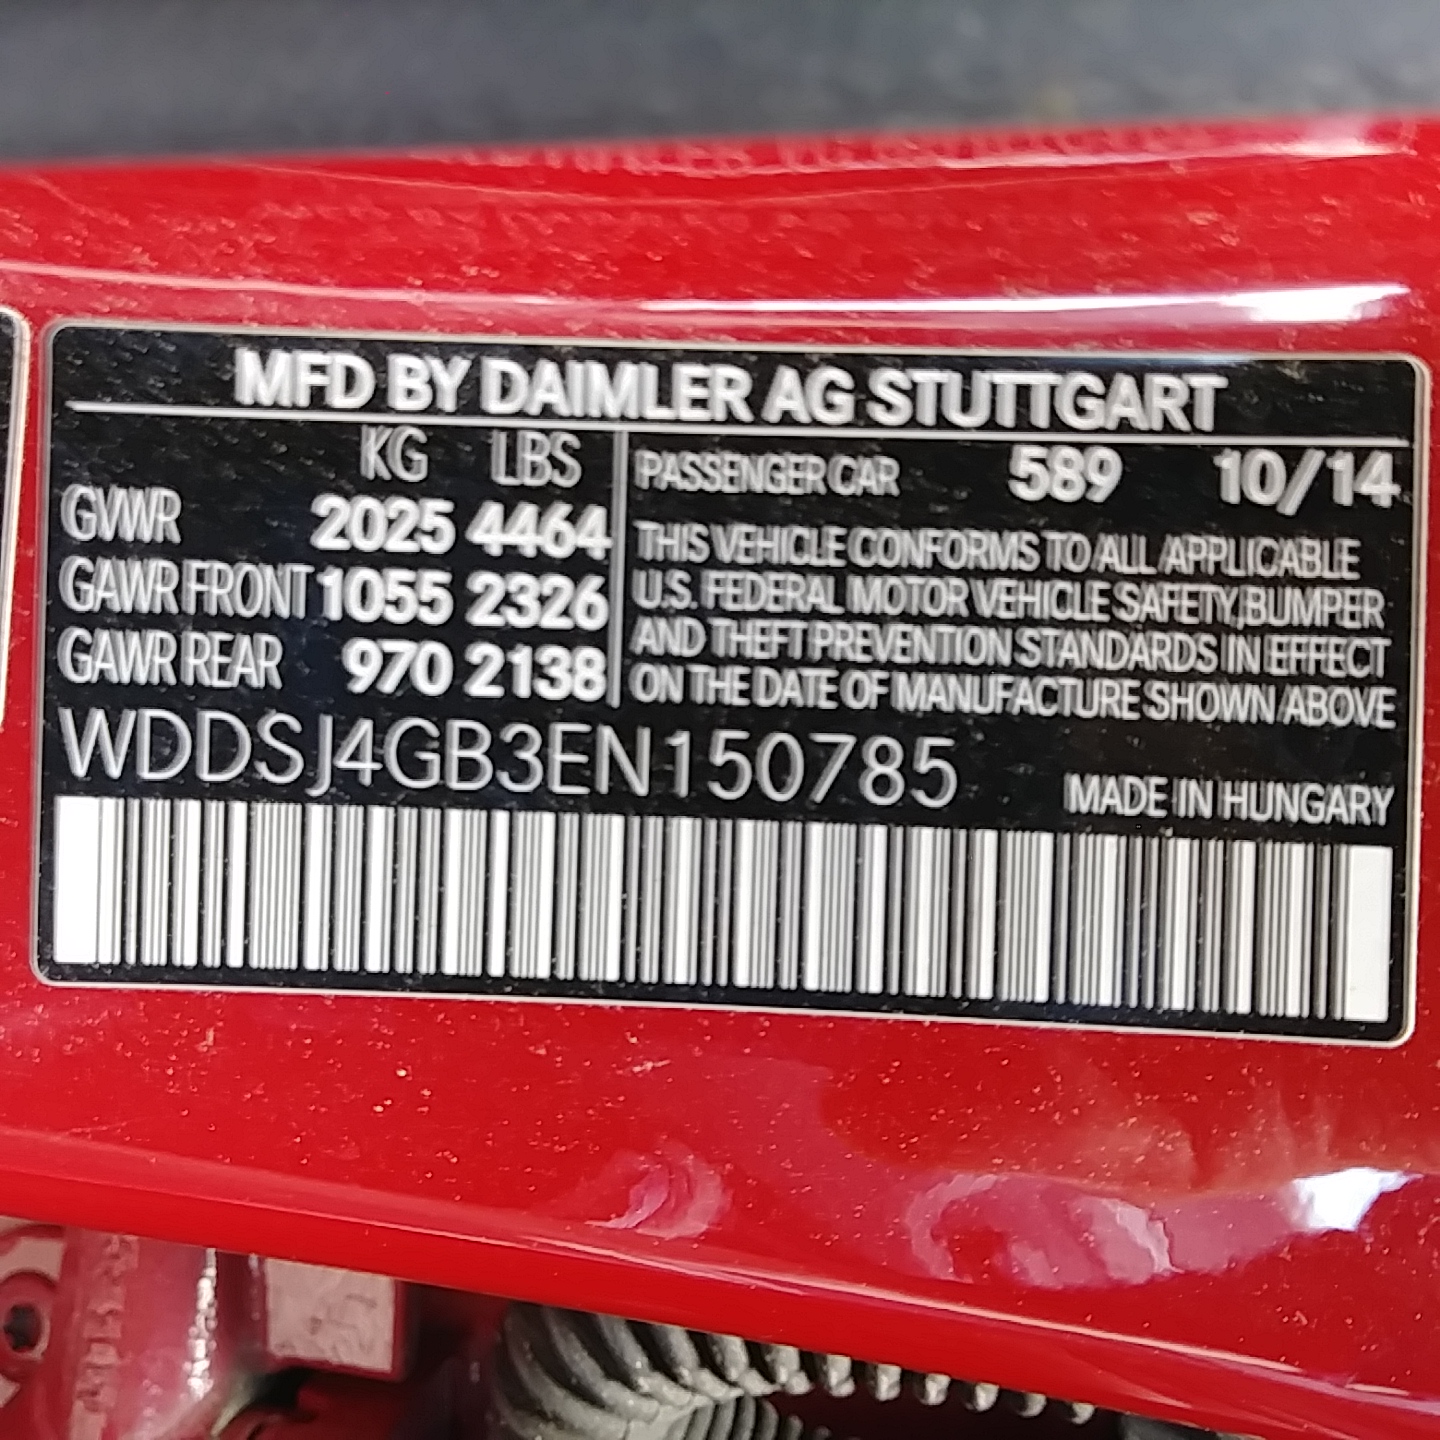 MFD BY DAIMLER AG STUTTGART
KG LBS
GVWR 2025 4464
GAWR FRONT 1055 2326
GAWR REAR 970 2138
PASSENGER CAR 589 10/14
THIS VEHICLE CONFORMS TO ALL APPLICABLE
U.S. FEDERAL MOTOR VEHICLE SAFETY,BUMPER
AND THEFT PREVENTION STANDARDS IN EFFECT
ON THE DATE OF MANUFACTURE SHOWN ABOVE
WDDSJ4GB3EN150785
MADE IN HUNGARY